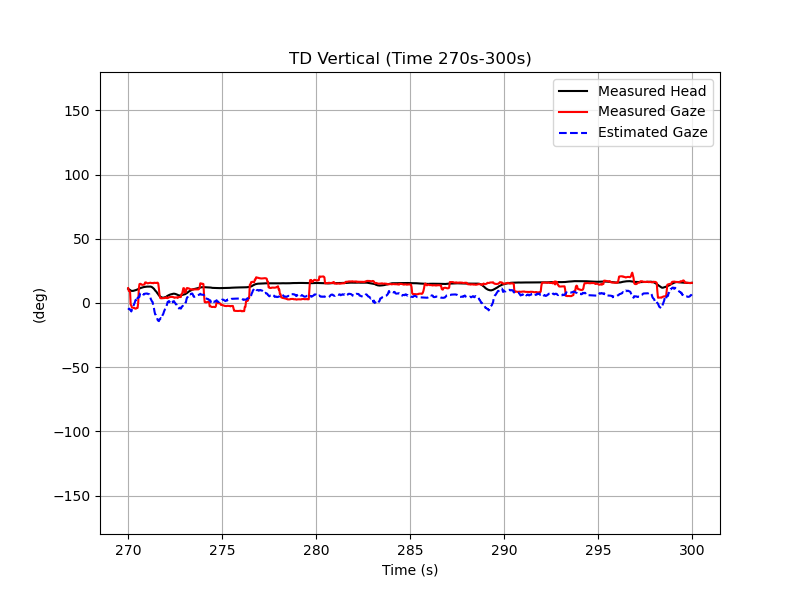 TD Vertical (Time 270s-300s)
Measured Head
Measured Gaze
Estimated Gaze
150
100
50
0
−50
−100
−150
(deg)
270
275
280
285
290
295
300
Time (s)